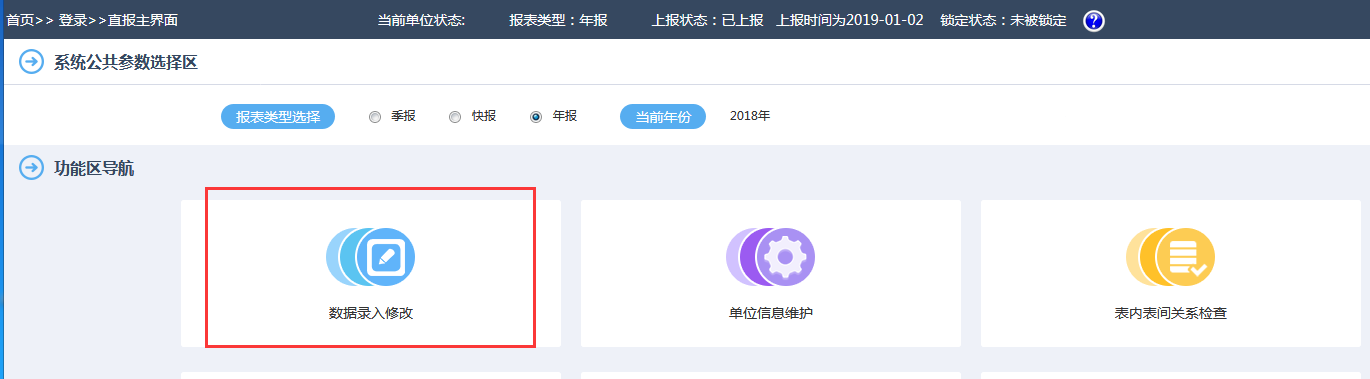 首页>> 登录>>直报主界面 当前单位状态: 报表类型：年报 上报状态：已上报 上报时间为2019-01-02 锁定状态：未被锁定 ?
系统公共参数选择区
报表类型选择 季报 快报 年报 当前年份 2018年
功能区导航
数据录入修改 单位信息维护 表内表间关系检查